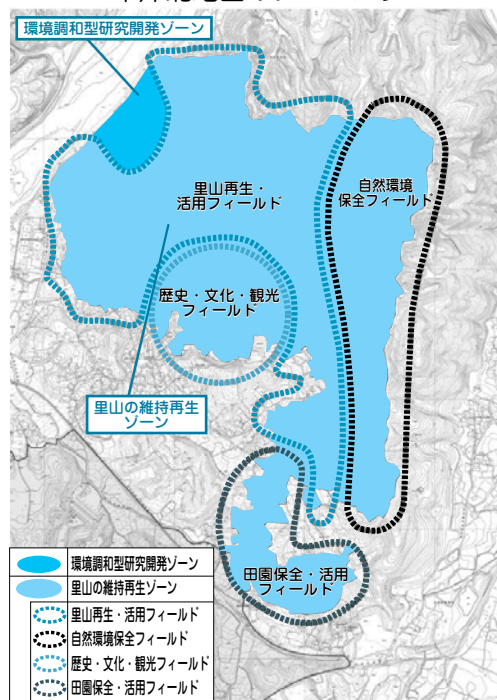 環境調和型研究開発ゾーン
里山再生・
活用フィールド
自然環境
保全フィールド
歴史・文化・観光
フィールド
里山の維持再生
ゾーン
田園保全・活用
フィールド
環境調和型研究開発ゾーン
里山の維持再生ゾーン
里山再生・活用フィールド
自然環境保全フィールド
歴史・文化・観光フィールド
田園保全・活用フィールド